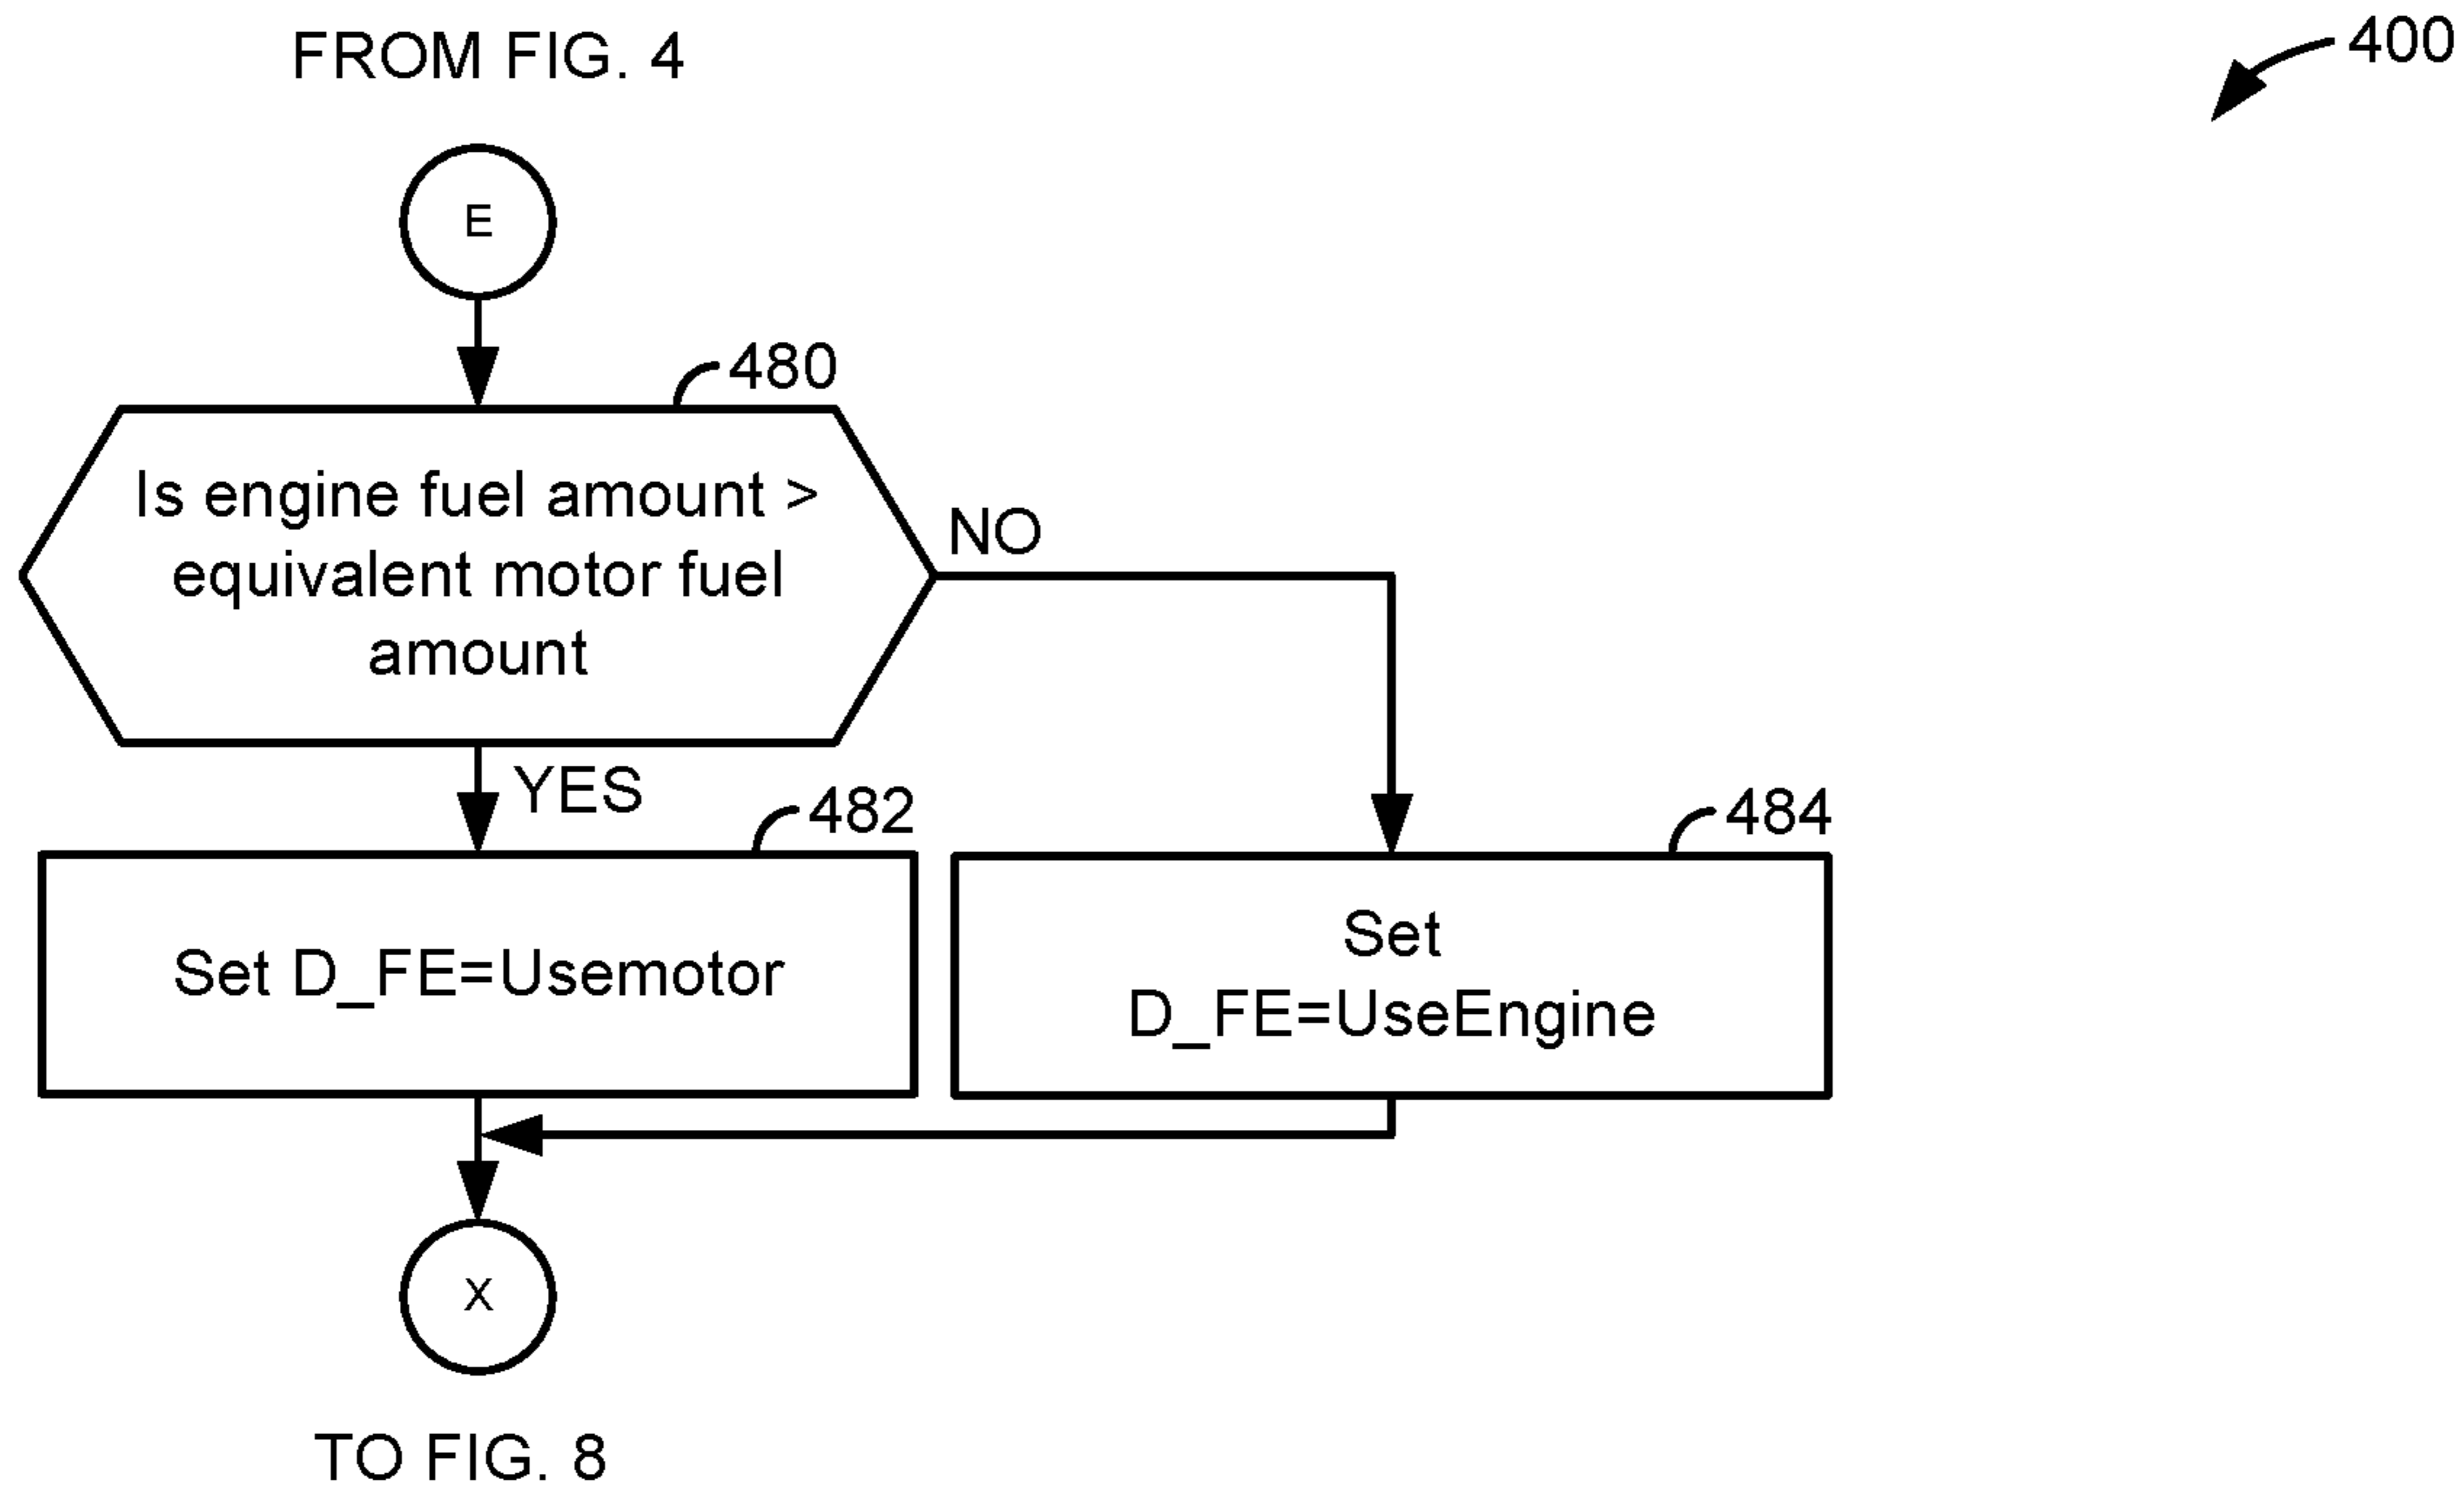 FROM FIG. 4
400
E
480
Is engine fuel amount >
equivalent motor fuel
amount
NO
YES
482
484
Set D_FE=Usemotor
Set
D_FE=UseEngine
X
TO FIG. 8